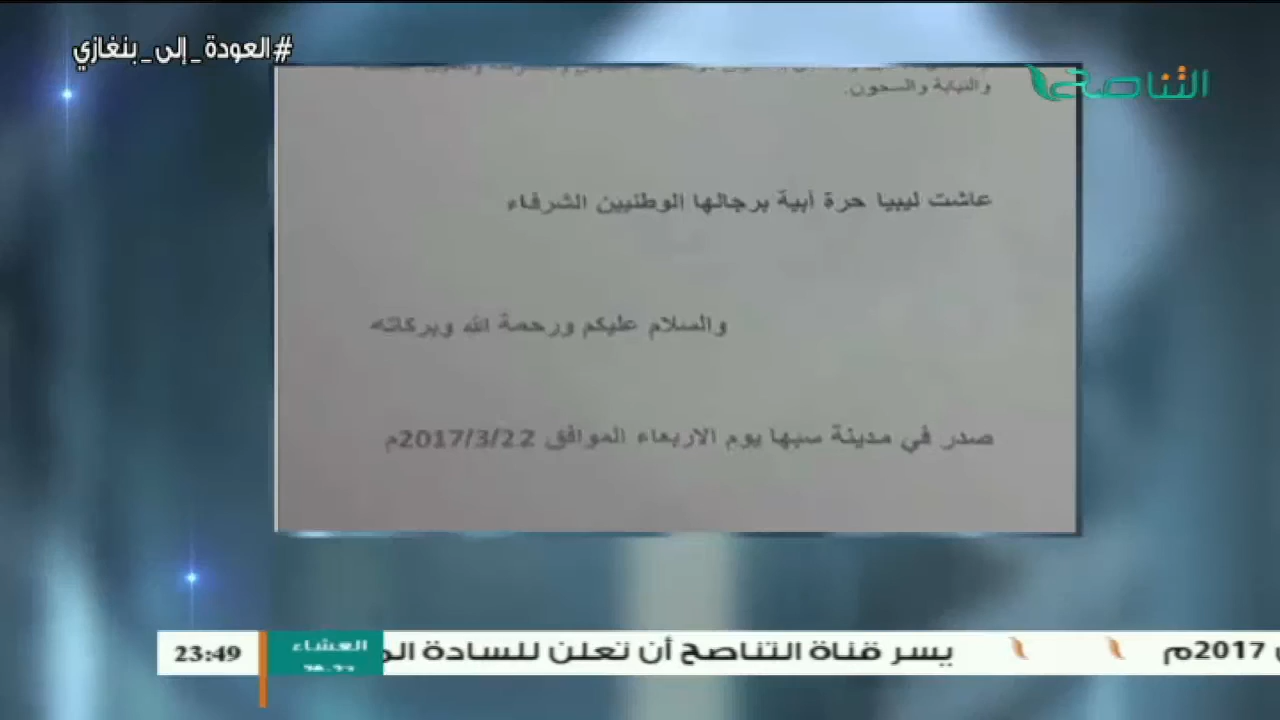 #العودة_إلى_بنغازي
التناصح
والنيابة والسجون.
عاشت ليبيا حرة أبية برجالها الوطنيين الشرفاء
والسلام عليكم ورحمة الله وبركاته
صدر في مدينة سبها يوم الاربعاء الموافق 2017/3/22م
2017م
يسر قناة التناصح أن تعلن للسادة
العشاء
23:49